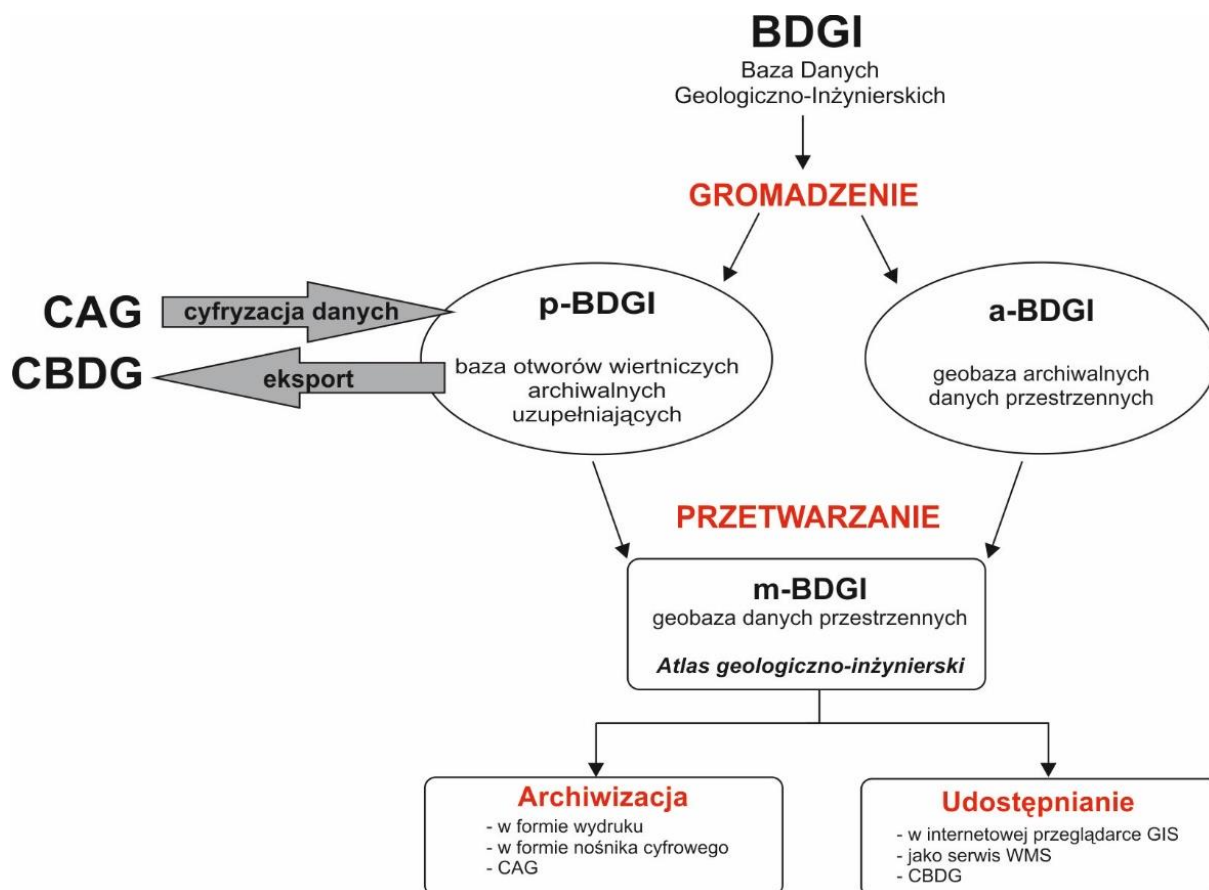 BDGI
Baza Danych
Geologiczno-Inżynierskich
GROMADZENIE
CAG
cyfryzacja danych
CBDG
eksport
p-BDGI
baza otworów wiertniczych
archiwalnych
uzupełniających
a-BDGI
geobaza archiwalnych
danych przestrzennych
PRZETWARZANIE
m-BDGI
geobaza danych przestrzennych
Atlas geologiczno-inżynierski
Archiwizacja
- w formie wydruku
- w formie nośnika cyfrowego
- CAG
Udostępnianie
- w internetowej przeglądarce GIS
- jako serwis WMS
- CBDG